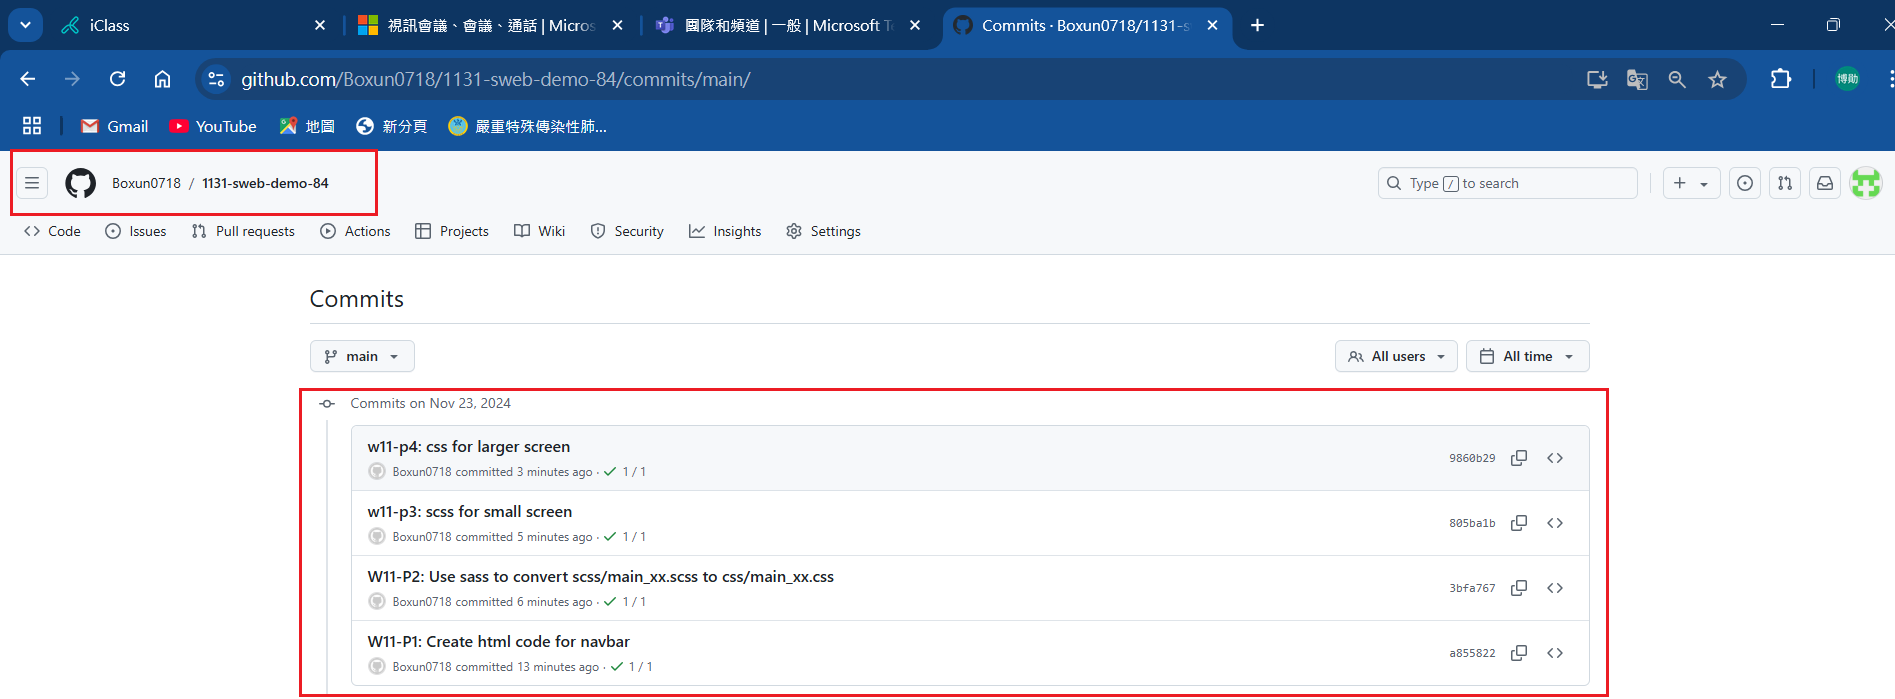 iClass
視訊會議、會議、通話 | Micros
團隊和頻道 | 一般 | Microsoft Te
Commits · Boxun0718/1131-s
github.com/Boxun0718/1131-sweb-demo-84/commits/main/
博勛
Gmail
YouTube
地圖
新分頁
嚴重特殊傳染性肺...
Boxun0718 / 1131-sweb-demo-84
Type / to search
Code
Issues
Pull requests
Actions
Projects
Wiki
Security
Insights
Settings
Commits
main
All users
All time
Commits on Nov 23, 2024
w11-p4: css for larger screen
Boxun0718 committed 3 minutes ago · 1 / 1
9860b29
w11-p3: scss for small screen
Boxun0718 committed 5 minutes ago · 1 / 1
805ba1b
W11-P2: Use sass to convert scss/main_xx.scss to css/main_xx.css
Boxun0718 committed 6 minutes ago · 1 / 1
3bfa767
W11-P1: Create html code for navbar
Boxun0718 committed 13 minutes ago · 1 / 1
a855822